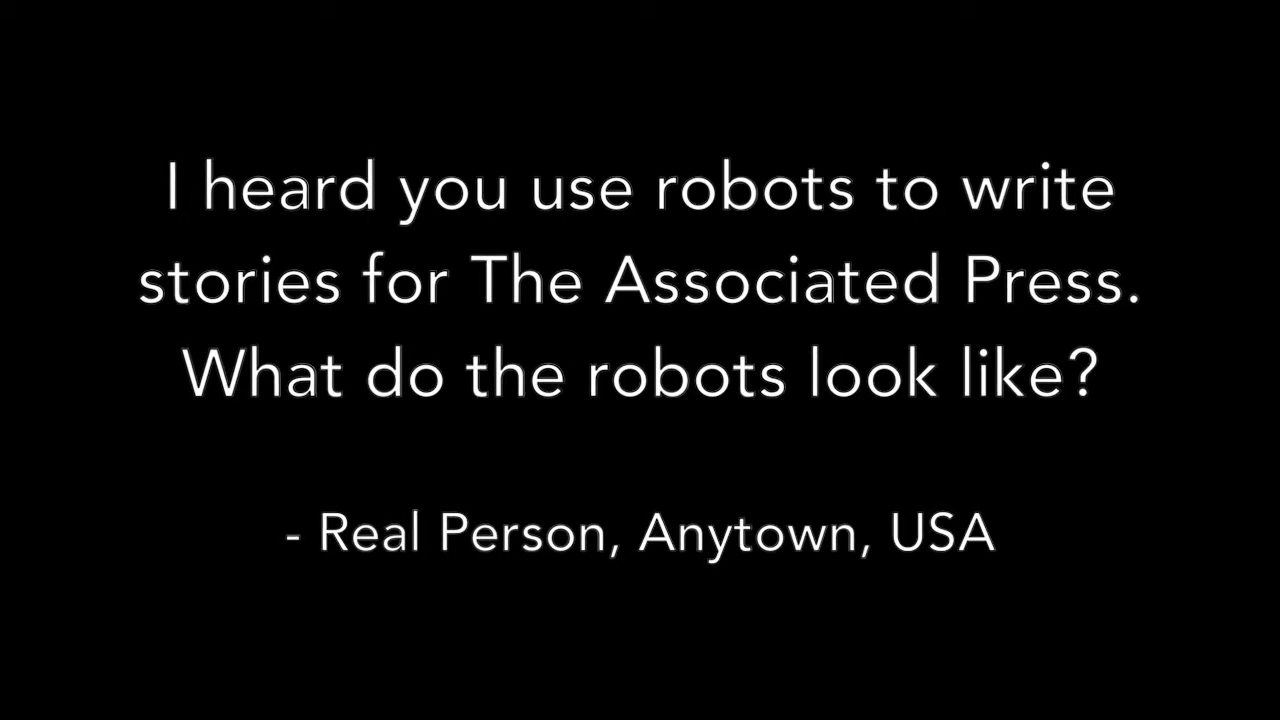 I heard you use robots to write
stories for The Associated Press.
What do the robots look like?
- Real Person, Anytown, USA